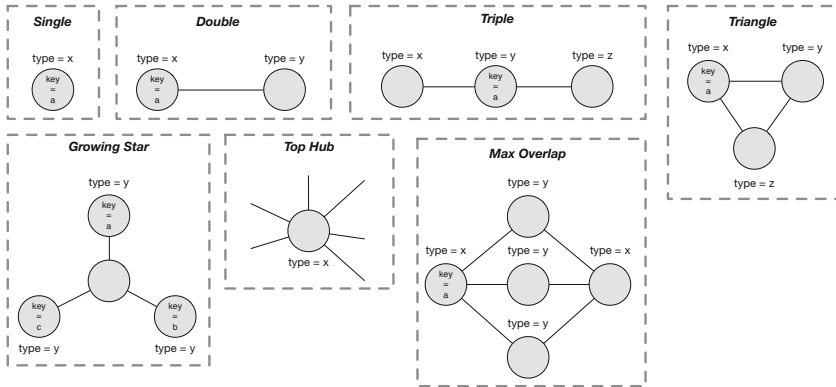 Single
type = x
key
=
a
Double
type = x
type = y
key
=
a
Triple
type = x
type = y
type = z
key
=
a
Triangle
type = x
type = y
key
=
a
type = z
Growing Star
type = y
key
=
a
key
=
c
key
=
b
type = y
type = y
Top Hub
type = x
Max Overlap
type = y
type = x
type = y
type = x
key
=
a
type = y